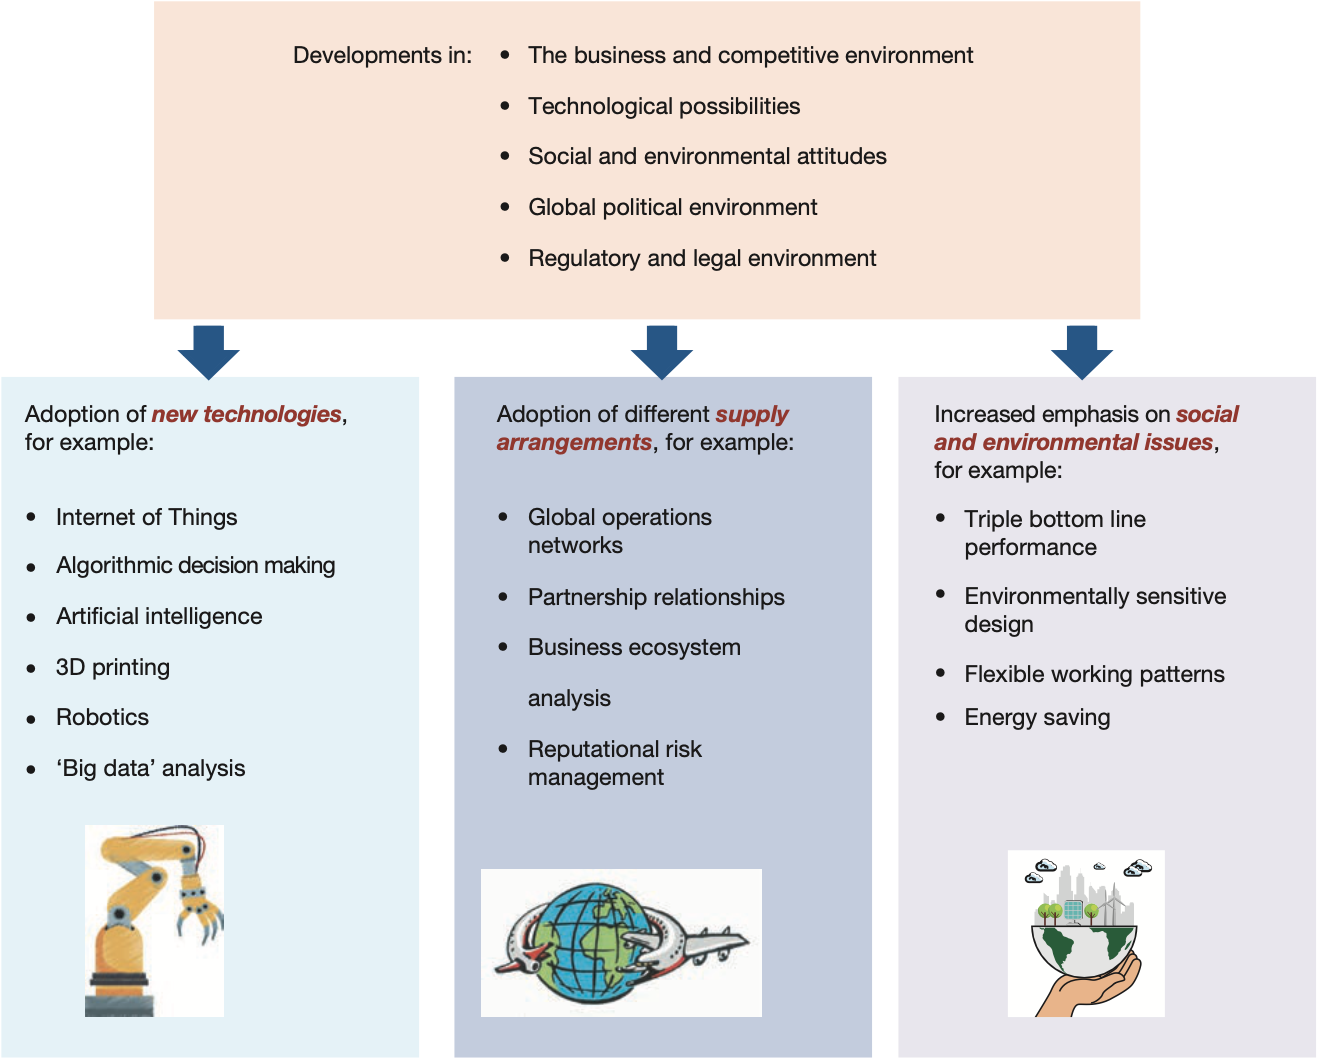 Developments in:
• The business and competitive environment
• Technological possibilities
• Social and environmental attitudes
• Global political environment
• Regulatory and legal environment
Adoption of new technologies,
for example:
• Internet of Things
• Algorithmic decision making
• Artificial intelligence
• 3D printing
• Robotics
• ‘Big data’ analysis
Adoption of different supply
arrangements, for example:
• Global operations
networks
• Partnership relationships
• Business ecosystem
analysis
• Reputational risk
management
Increased emphasis on social
and environmental issues,
for example:
• Triple bottom line
performance
• Environmentally sensitive
design
• Flexible working patterns
• Energy saving